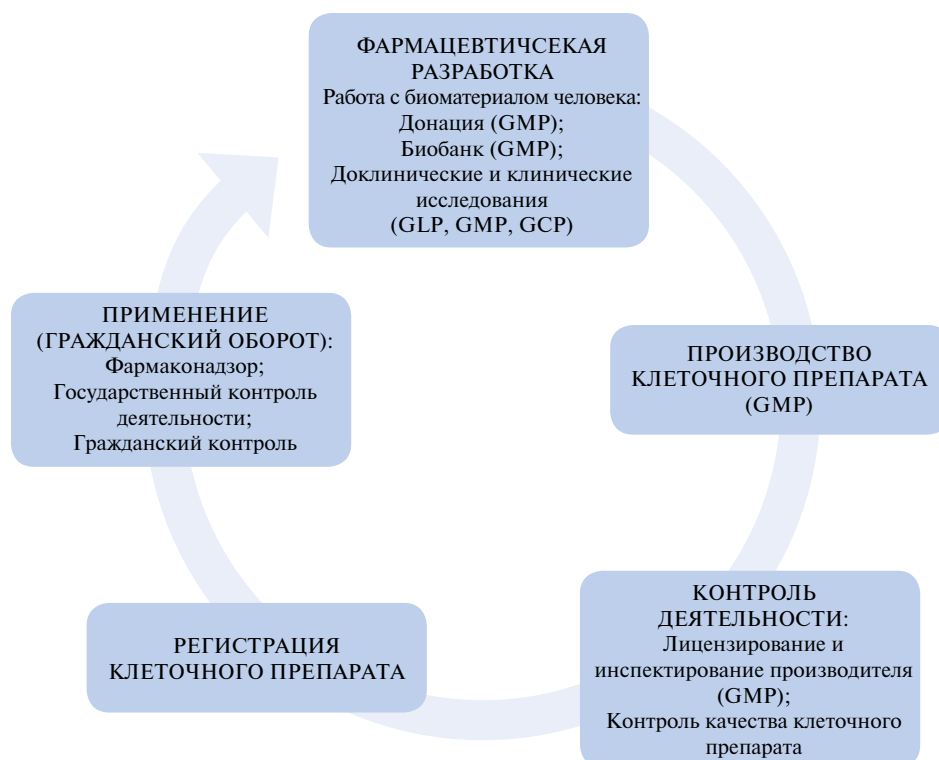 ФАРМАЦЕВТИЧСЕКАЯ
РАЗРАБОТКА
Работа с биоматериалом человека:
Донация (GMP);
Биобанк (GMP);
Доклинические и клинические
исследования
(GLP, GMP, GCP)
ПРОИЗВОДСТВО
КЛЕТОЧНОГО ПРЕПАРАТА
(GMP)
КОНТРОЛЬ
ДЕЯТЕЛЬНОСТИ:
Лицензирование и
инспектирование производителя
(GMP);
Контроль качества клеточного
препарата
РЕГИСТРАЦИЯ
КЛЕТОЧНОГО ПРЕПАРАТА
ПРИМЕНЕНИЕ
(ГРАЖДАНСКИЙ ОБОРОТ):
Фармаконадзор;
Государственный контроль
деятельности;
Гражданский контроль